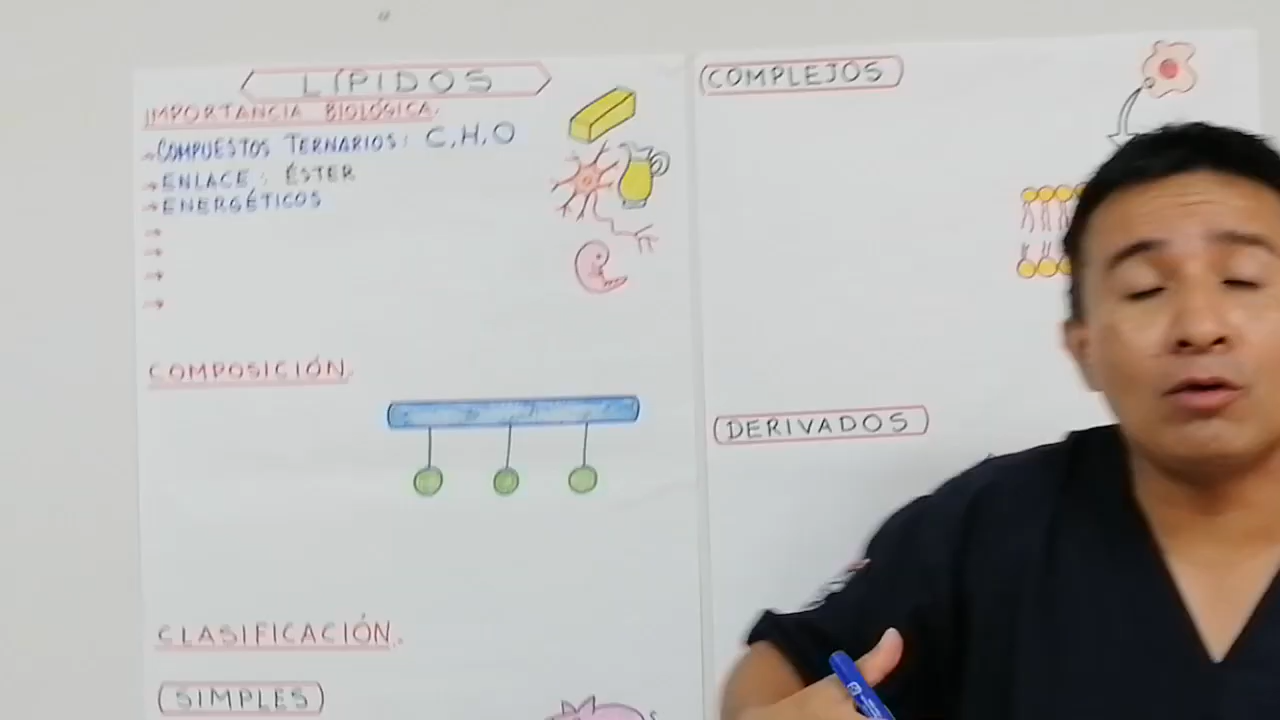 LÍPIDOS
IMPORTANCIA BIOLÓGICA.
→COMPUESTOS TERNARIOS: C,H,O
→ENLACE: ÉSTER
→ENERGÉTICOS
→
→
→
→
COMPOSICIÓN.
CLASIFICACIÓN.
SIMPLES
COMPLEJOS
DERIVADOS